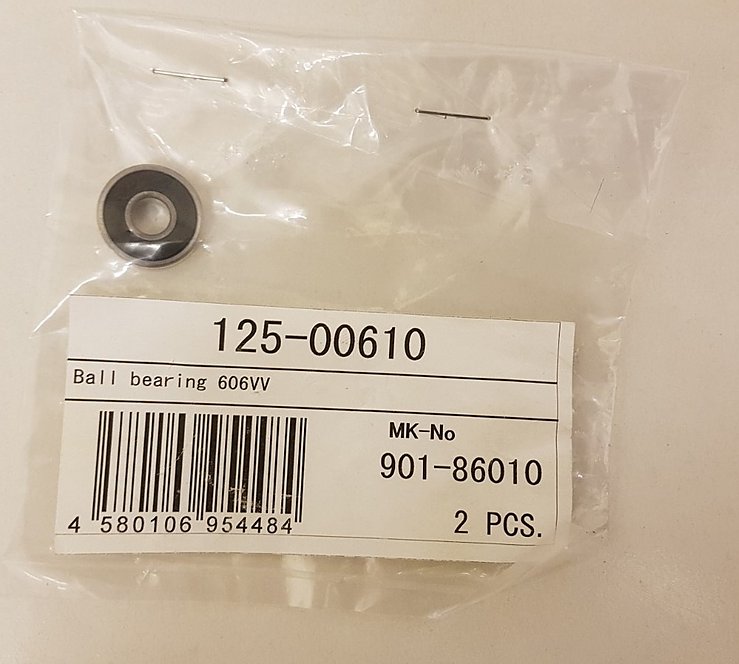 125-00610
Ball bearing 606VV
MK-No
901-86010
4 580106 954484
2 PCS.